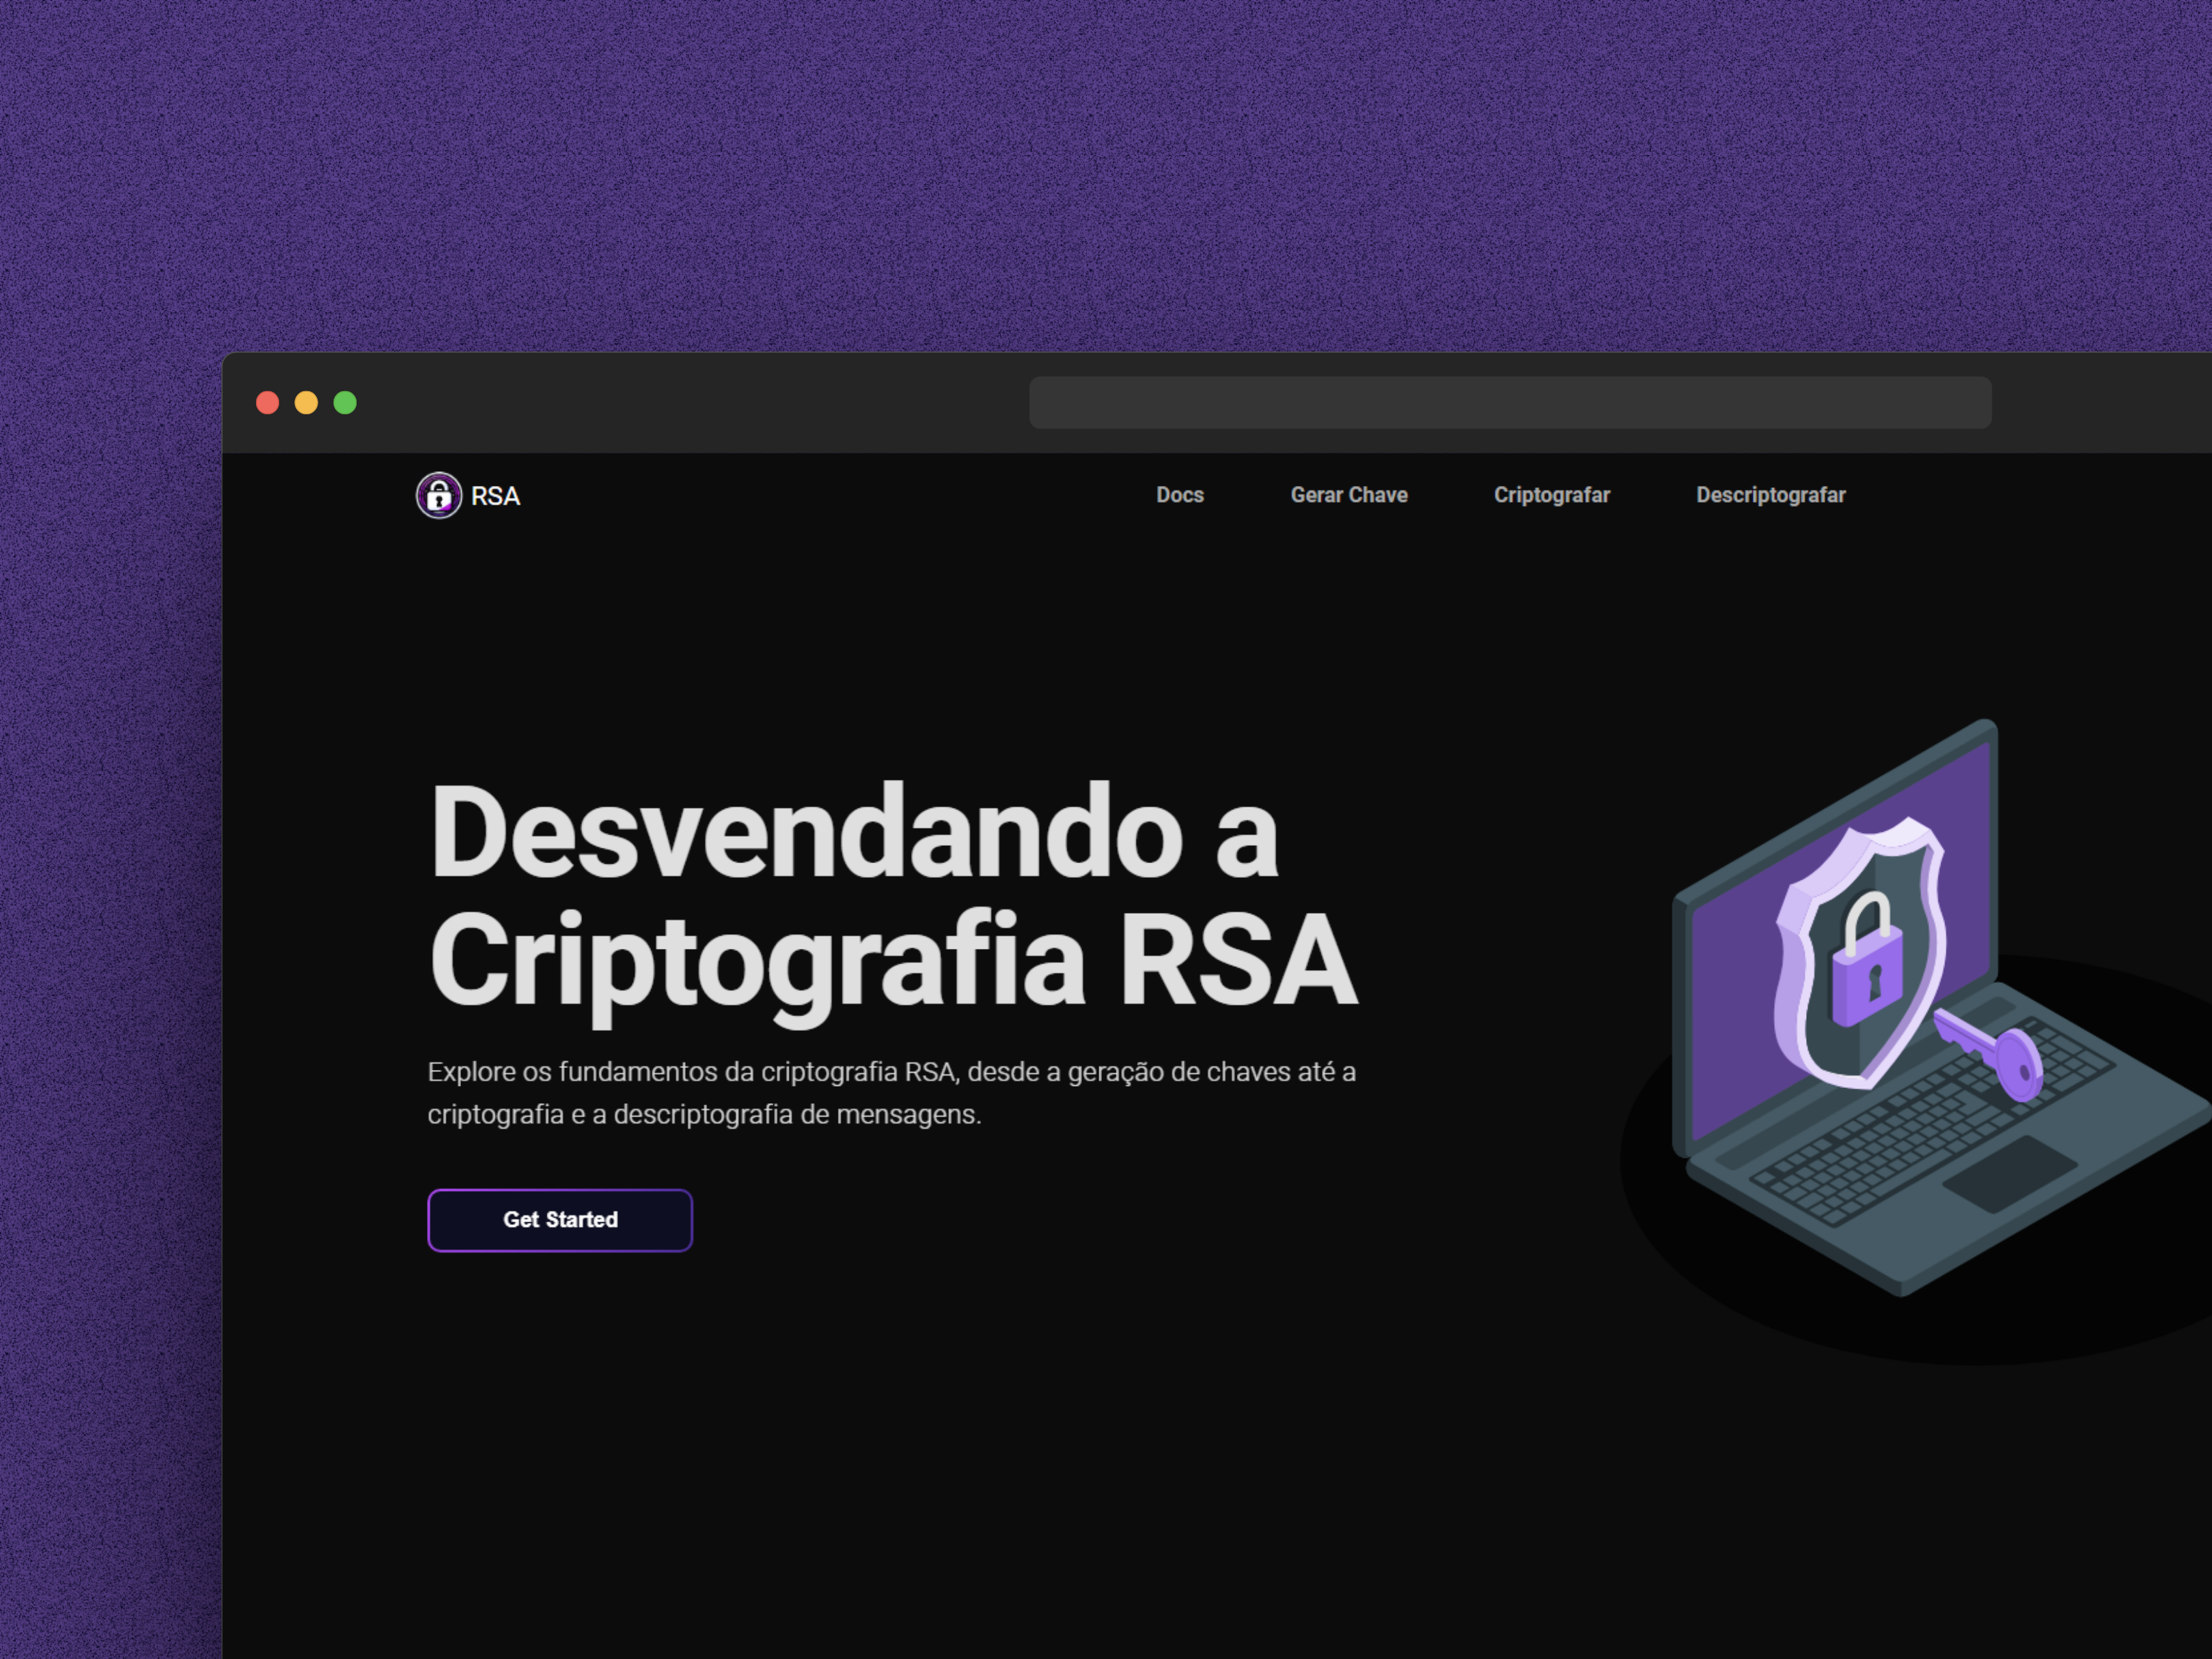 RSA
Docs
Gerar Chave
Criptografar
Descriptografar
Desvendando a
Criptografia RSA
Explore os fundamentos da criptografia RSA, desde a geração de chaves até a
criptografia e a descriptografia de mensagens.
Get Started